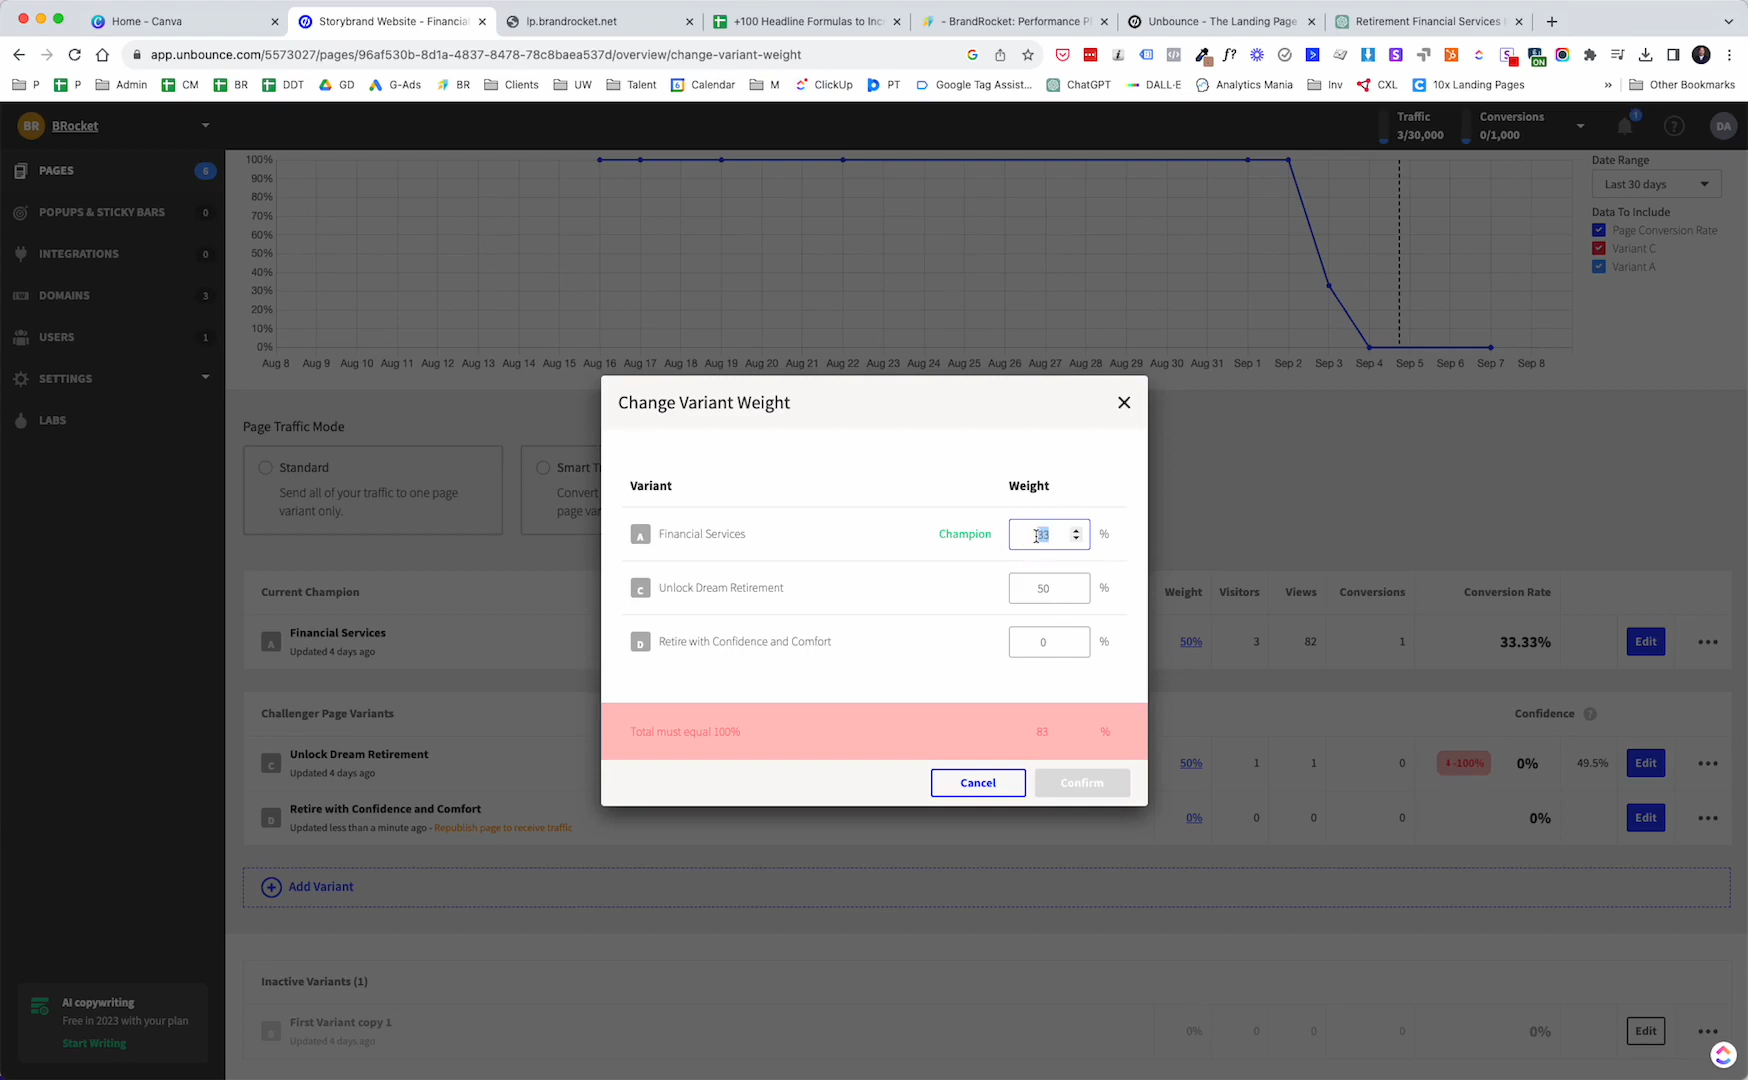 Home - Canva
Storybrand Website - Financial
lp.brandrocket.net
+100 Headline Formulas to Inc
- BrandRocket: Performance P
Unbounce - The Landing Page
Retirement Financial Services
app.unbounce.com/5573027/pages/96af530b-8d1a-4837-8478-78c8baea537d/overview/change-variant-weight
P
P
Admin
CM
BR
DDT
GD
G-Ads
BR
Clients
UW
Talent
Calendar
M
ClickUp
PT
Google Tag Assist...
ChatGPT
DALL·E
Analytics Mania
Inv
CXL
10x Landing Pages
»
Other Bookmarks
BR
BRocket
Traffic
3/30,000
Conversions
0/1,000
1
DA
PAGES
6
POPUPS & STICKY BARS
0
INTEGRATIONS
0
DOMAINS
3
USERS
1
SETTINGS
LABS
AI copywriting
Free in 2023 with your plan
Start Writing
100%
90%
80%
70%
60%
50%
40%
30%
20%
10%
0%
Aug 8 Aug 9 Aug 10 Aug 11 Aug 12 Aug 13 Aug 14 Aug 15 Aug 16 Aug 17 Aug 18 Aug 19 Aug 20 Aug 21 Aug 22 Aug 23 Aug 24 Aug 25 Aug 26 Aug 27 Aug 28 Aug 29 Aug 30 Aug 31 Sep 1 Sep 2 Sep 3 Sep 4 Sep 5 Sep 6 Sep 7 Sep 8
Date Range
Last 30 days
Data To Include
Page Conversion Rate
Variant C
Variant A
Page Traffic Mode
Standard
Send all of your traffic to one page
variant only.
Smart T
Convert
page var
Change Variant Weight
Variant Weight
A Financial Services Champion 33 %
C Unlock Dream Retirement 50 %
D Retire with Confidence and Comfort 0 %
Total must equal 100% 83 %
Cancel Confirm
Current Champion Weight Visitors Views Conversions Conversion Rate
A Financial Services 50% 3 82 1 33.33% Edit
Updated 4 days ago
Challenger Page Variants Confidence ?
C Unlock Dream Retirement 50% 1 1 0 -100% 0% 49.5% Edit
Updated 4 days ago
D Retire with Confidence and Comfort 0% 0 0 0 0% Edit
Updated less than a minute ago - Republish page to receive traffic
Add Variant
Inactive Variants (1)
First Variant copy 1 0% 0 0 0 0% Edit
Updated 4 days ago